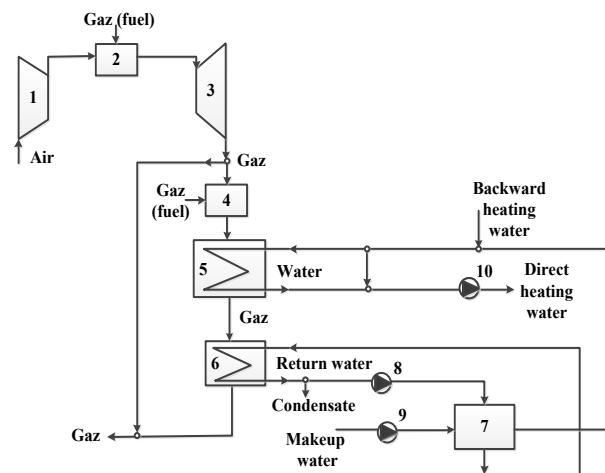 Gaz (fuel)
2
1
3
Air
Gaz
Gaz
(fuel)
4
Backward
heating
water
5
Water
10
Direct
heating
water
Gaz
6
Return water
8
Condensate
9
7
Gaz
Makeup
water